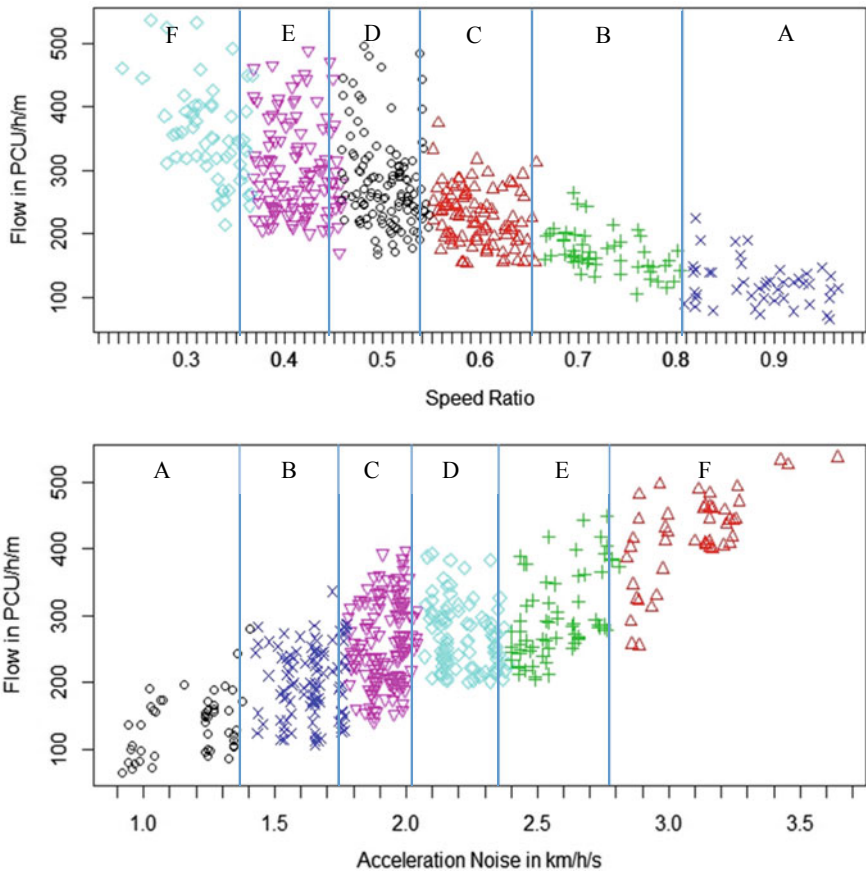 F E D C B A
500
400
300
200
100
Flow in PCU/h/m
0.3 0.4 0.5 0.6 0.7 0.8 0.9
Speed Ratio
A B C D E F
500
400
300
200
100
Flow in PCU/h/m
1.0 1.5 2.0 2.5 3.0 3.5
Acceleration Noise in km/h/s